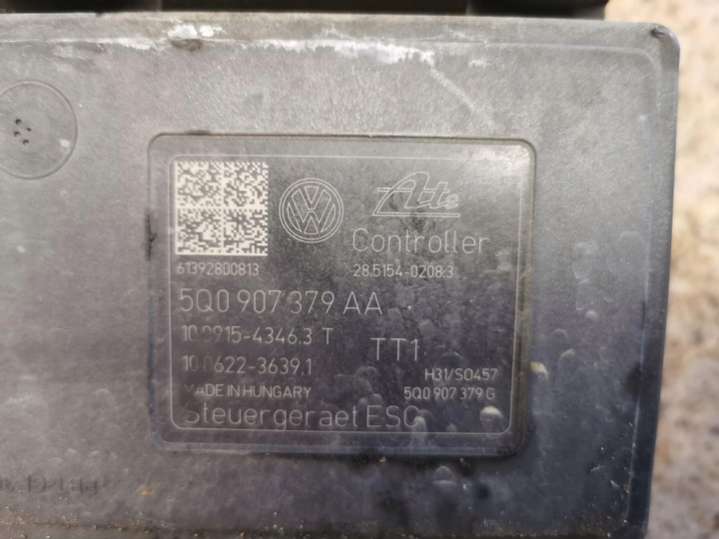 VW
Ate
Controller
61392800813
28.5154-0208.3
5Q0 907 379 AA
10.0915-4346.3 T
10.0622-3639.1
TT1
H31/S0457
MADE IN HUNGARY
5Q0 907 379 G
Steuergeraet ESC